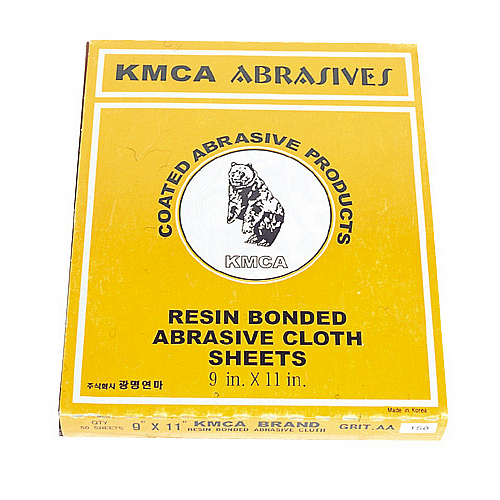 KMCA ABRASIVES
COATED ABRASIVE PRODUCTS
KMCA
RESIN BONDED
ABRASIVE CLOTH
SHEETS
9 in. X 11 in.
주식회사 광명연마
Made in Korea
QTY
50 SHEETS
9" X 11"
KMCA BRAND
RESIN BONDED ABRASIVE CLOTH
GRIT.AA
150